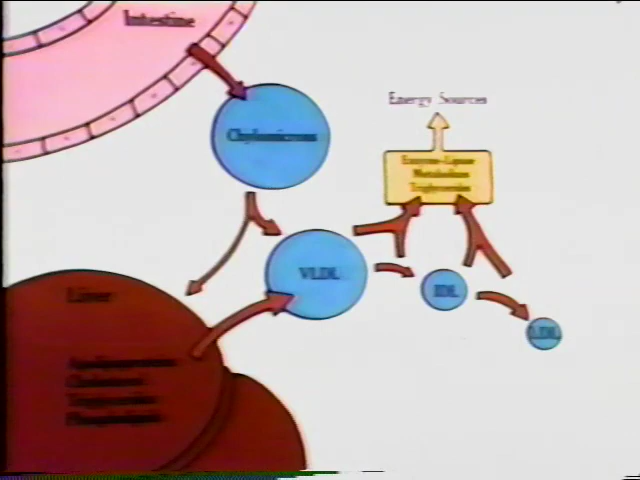 Intestine
Energy Sources
Chylomicrons
Enzyme-Lipase
Metabolizes
Triglycerides
VLDL
IDL
Liver
LDL
Apolipoproteins
Cholesterol
Triglycerides
Phospholipids